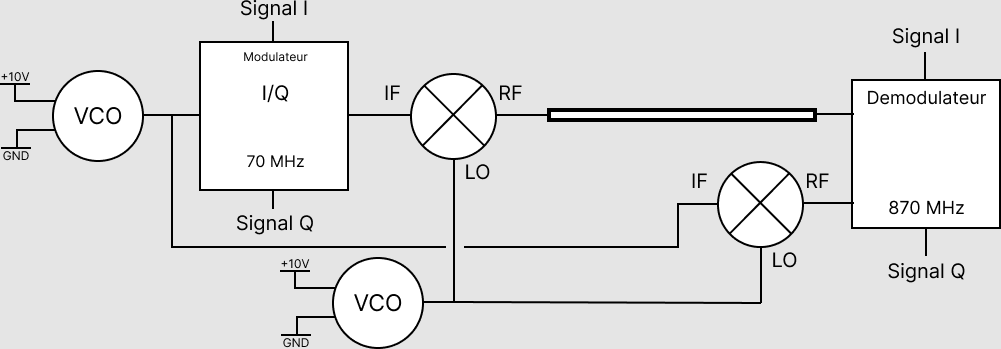 Signal I
Modulateur
I/Q
70 MHz
Signal Q
+10V
VCO
GND
IF
RF
LO
Signal I
Demodulateur
870 MHz
Signal Q
IF
RF
LO
+10V
VCO
GND